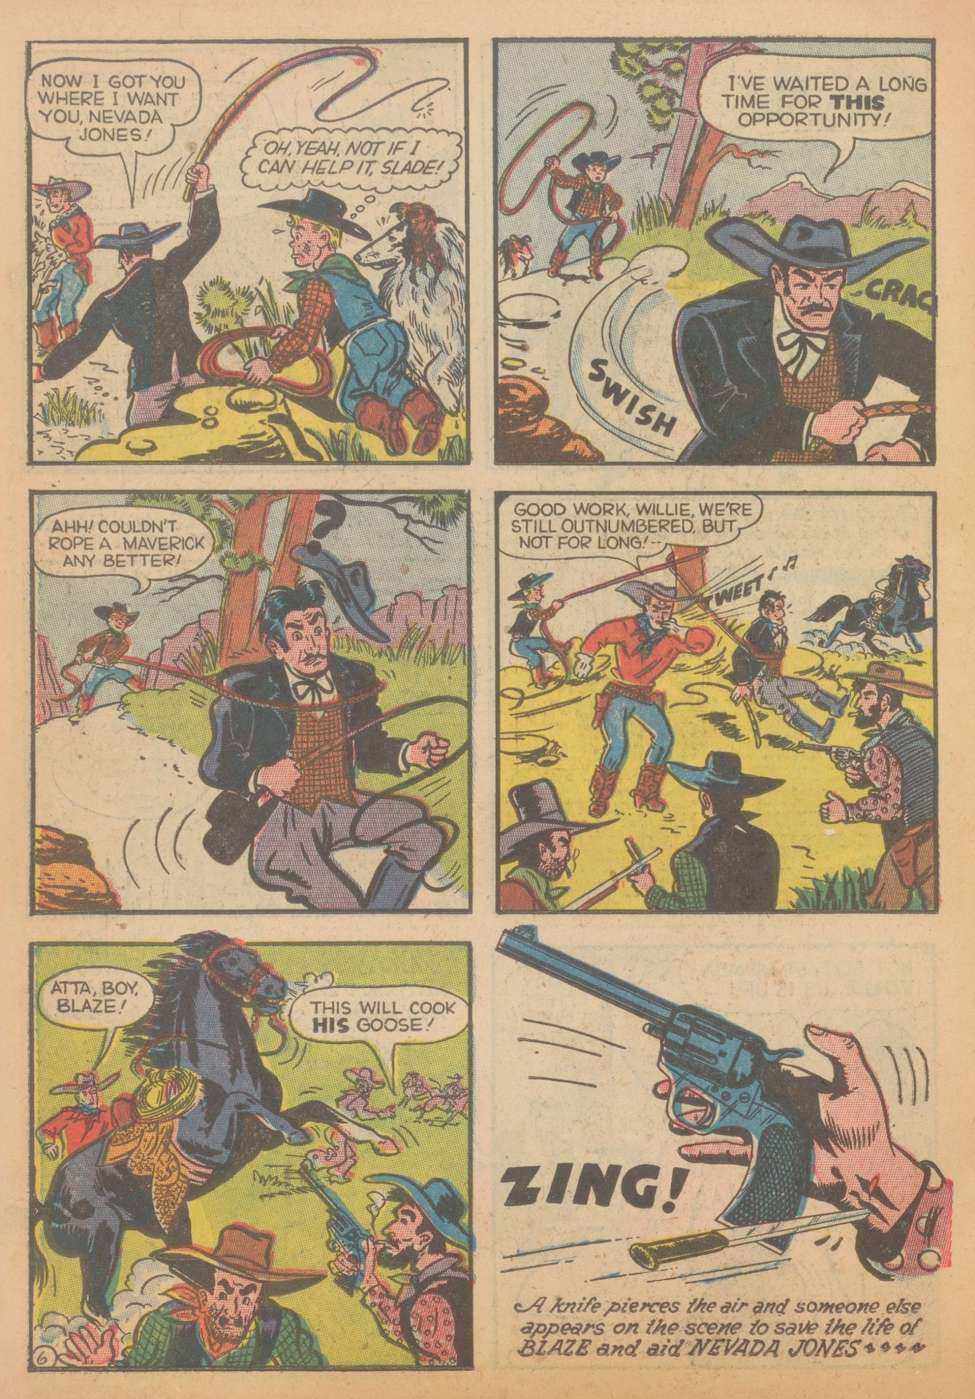 NOW I GOT YOU
WHERE I WANT
YOU, NEVADA
JONES!
OH, YEAH, NOT IF I
CAN HELP IT, SLADE!
I'VE WAITED A LONG
TIME FOR THIS
OPPORTUNITY!
CRAC
SWISH
AHH! COULDN'T
ROPE A MAVERICK
ANY BETTER!
?
GOOD WORK, WILLIE, WE'RE
STILL OUTNUMBERED, BUT
NOT FOR LONG!--
TWEET
ATTA, BOY,
BLAZE!
THIS WILL COOK
HIS GOOSE!
6
ZING!
A knife pierces the air and someone else
appears on the scene to save the life of
BLAZE and aid NEVADA JONES